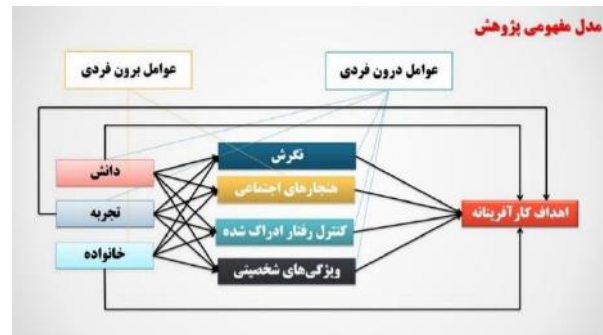 مدل مفهومی پژوهش
عوامل درون فردی
عوامل برون فردی
دانش
تجربه
خانواده
نگرش
هنجارهای اجتماعی
کنترل رفتار ادراک شده
ویژگی‌های شخصیتی
اهداف کارآفرینانه